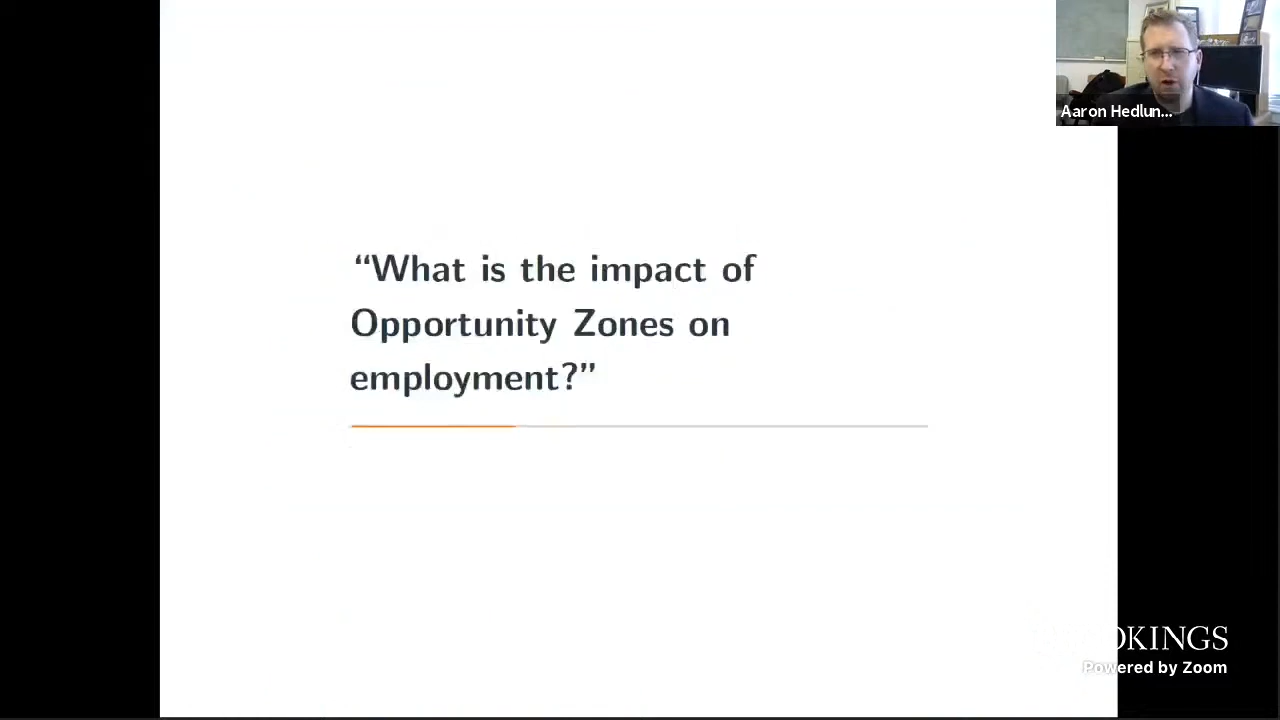 Aaron Hedlun...
“What is the impact of
Opportunity Zones on
employment?”
OKINGS
Powered by Zoom